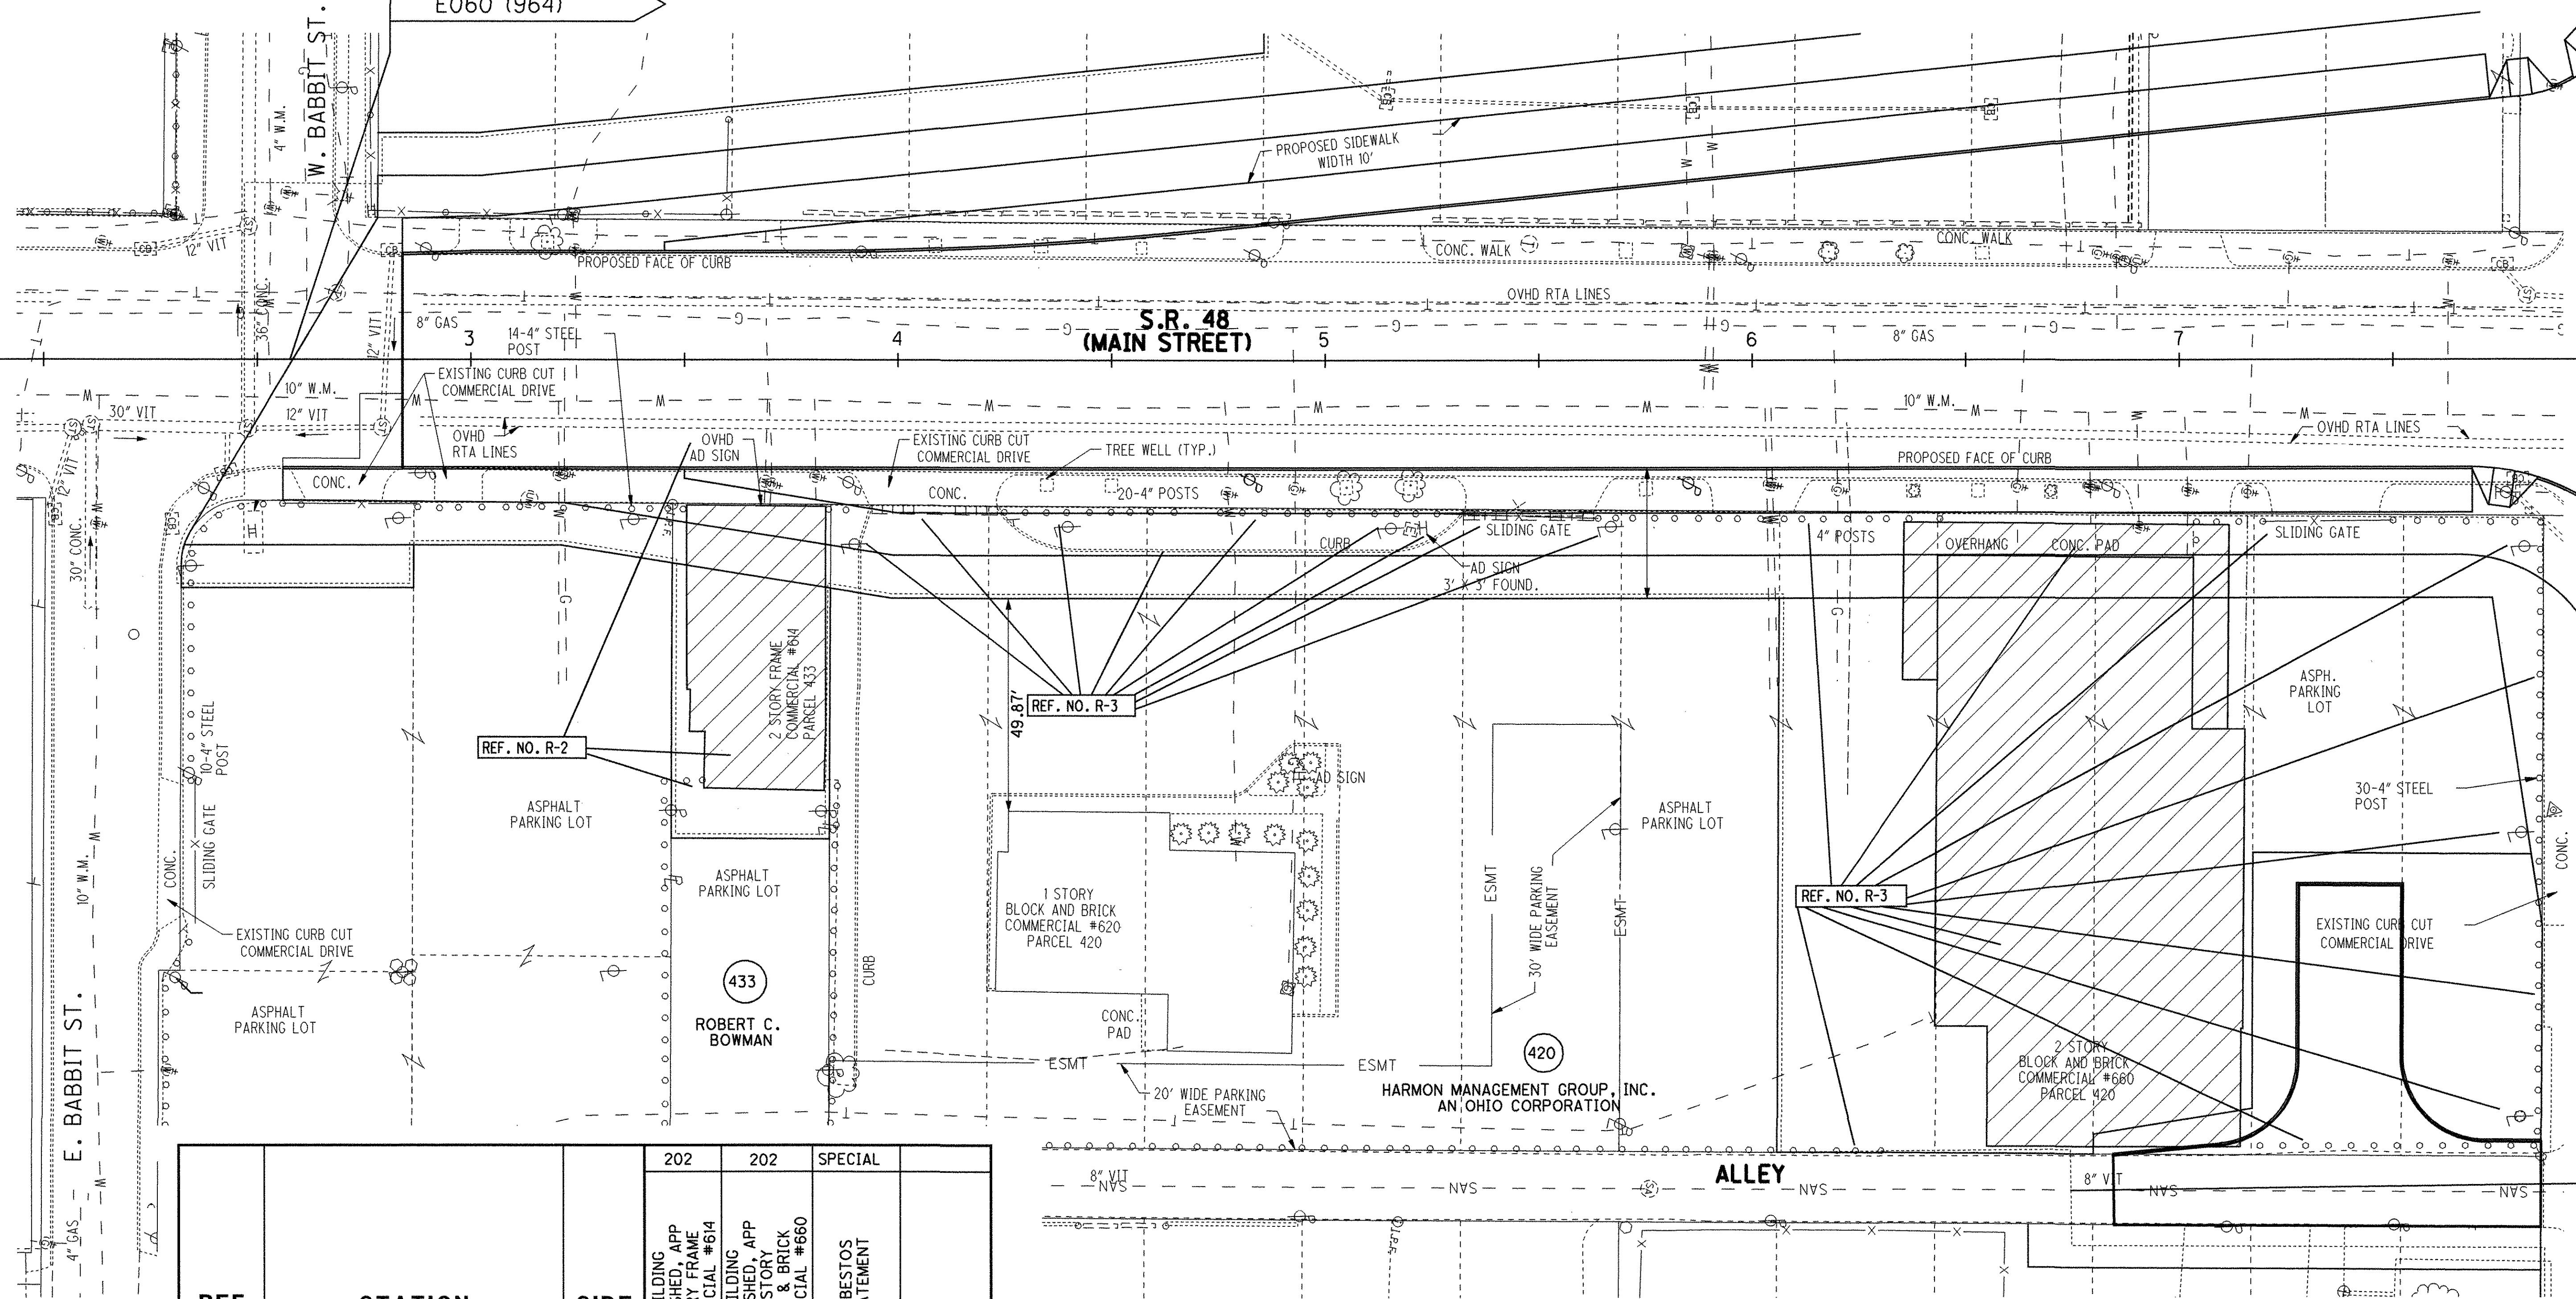 E060 (964)
W. BABBIT ST.
4" W.M.
PROPOSED SIDEWALK
WIDTH 10'
12" VIT
36" CONC.
12" VIT
PROPOSED FACE OF CURB
CONC. WALK
CONC. WALK
OVHD RTA LINES
8" GAS
14-4" STEEL
POST
S.R. 48
(MAIN STREET)
8" GAS
3
4
5
6
7
EXISTING CURB CUT
COMMERCIAL DRIVE
10" W.M.
30" VIT
12" VIT
10" W.M.
OVHD
RTA LINES
OVHD
AD SIGN
EXISTING CURB CUT
COMMERCIAL DRIVE
TREE WELL (TYP.)
OVHD RTA LINES
PROPOSED FACE OF CURB
12" VIT
CONC.
CONC.
20-4" POSTS
SLIDING GATE
4" POSTS
OVERHANG
CONC. PAD
SLIDING GATE
CURB
AD SIGN
3' X 3' FOUND.
30" CONC.
2 STORY FRAME
COMMERCIAL #614
PARCEL 433
REF. NO. R-3
49.87'
REF. NO. R-2
10-4" STEEL
POST
SLIDING GATE
CONC.
ASPHALT
PARKING LOT
AD SIGN
ASPHALT
PARKING LOT
ASPH.
PARKING
LOT
30-4" STEEL
POST
CONC.
10" W.M.
ASPHALT
PARKING LOT
1 STORY
BLOCK AND BRICK
COMMERCIAL #620
PARCEL 420
ESMT
30' WIDE PARKING
EASEMENT
ESMT
REF. NO. R-3
EXISTING CURB CUT
COMMERCIAL DRIVE
EXISTING CURB CUT
COMMERCIAL DRIVE
CURB
433
ROBERT C.
BOWMAN
ASPHALT
PARKING LOT
CONC.
PAD
ESMT
ESMT
420
HARMON MANAGEMENT GROUP, INC.
AN OHIO CORPORATION
20' WIDE PARKING
EASEMENT
2 STORY
BLOCK AND BRICK
COMMERCIAL #660
PARCEL 420
E. BABBIT ST.
4" GAS
ALLEY
8" VIT
SAN
SAN
SAN
8" VIT
SAN
SAN
I.P.F.
202
202
SPECIAL
STORY
& BRICK
#614
#660
REF
STATION
SIDE